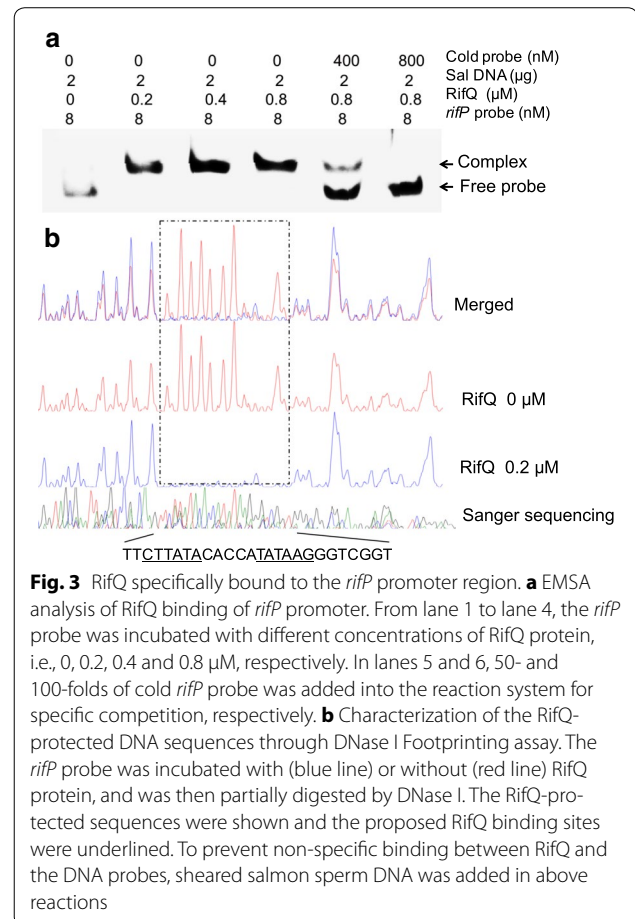 a
0 0 0 0 400 800 Cold probe (nM)
2 2 2 2 2 2 Sal DNA (µg)
0 0.2 0.4 0.8 0.8 0.8 RifQ (µM)
8 8 8 8 8 8 rifP probe (nM)
Complex
Free probe
b
Merged
RifQ 0 µM
RifQ 0.2 µM
Sanger sequencing
TTCTTATACACCATATAAGGGTCGGT
Fig. 3 RifQ specifically bound to the rifP promoter region. a EMSA
analysis of RifQ binding of rifP promoter. From lane 1 to lane 4, the rifP
probe was incubated with different concentrations of RifQ protein,
i.e., 0, 0.2, 0.4 and 0.8 µM, respectively. In lanes 5 and 6, 50- and
100-folds of cold rifP probe was added into the reaction system for
specific competition, respectively. b Characterization of the RifQ-
protected DNA sequences through DNase I Footprinting assay. The
rifP probe was incubated with (blue line) or without (red line) RifQ
protein, and was then partially digested by DNase I. The RifQ-pro-
tected sequences were shown and the proposed RifQ binding sites
were underlined. To prevent non-specific binding between RifQ and
the DNA probes, sheared salmon sperm DNA was added in above
reactions